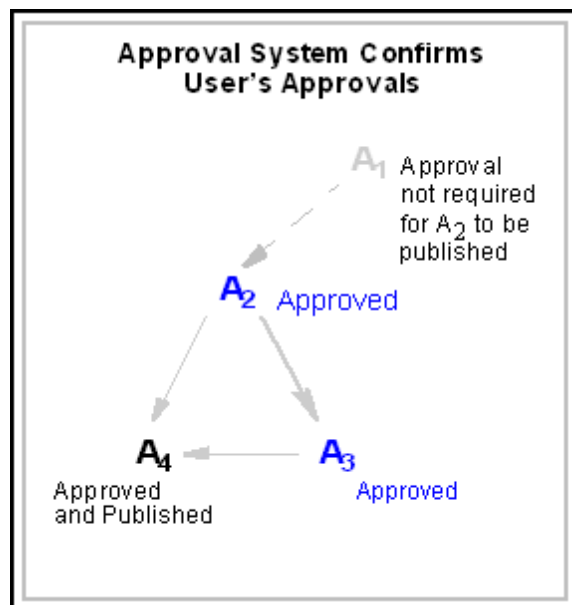 Approval System Confirms
User's Approvals
A1 Approval
not required
for A2 to be
published
A2 Approved
A4
Approved
and Published
A3
Approved